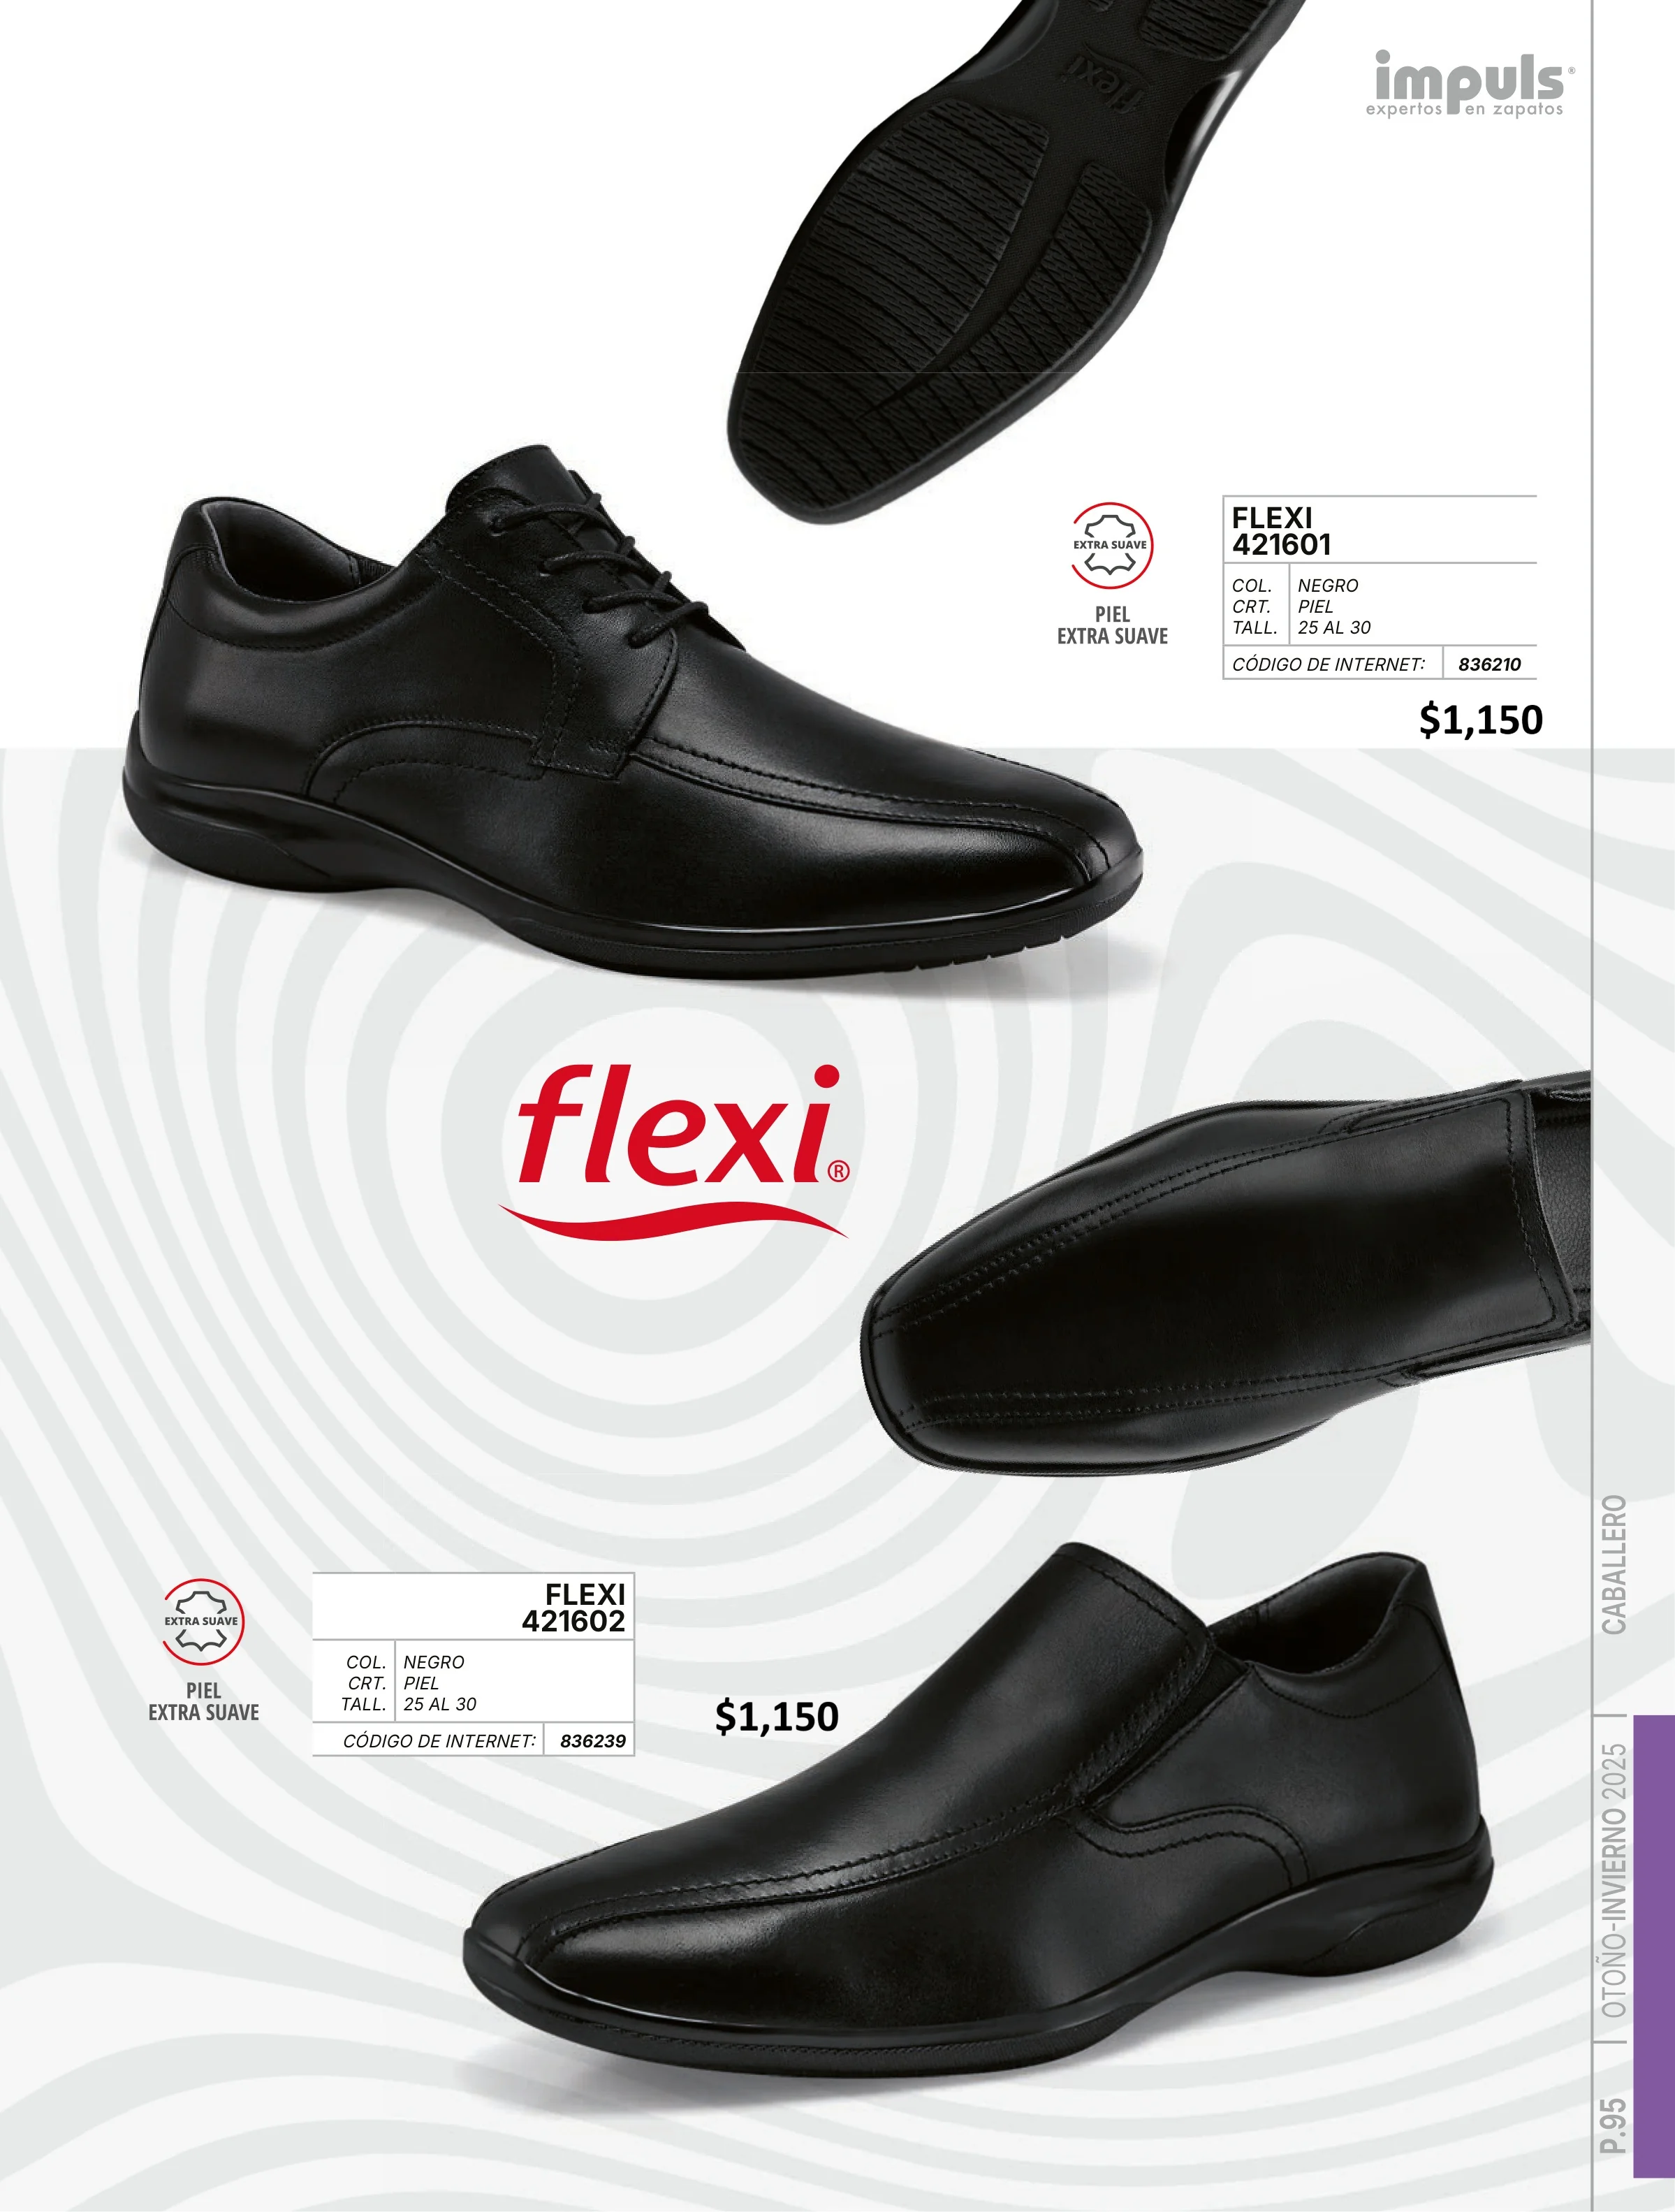 flexi
impuls®
expertos en zapatos
EXTRA SUAVE
PIEL
EXTRA SUAVE
FLEXI
421601
COL. NEGRO
CRT. PIEL
TALL. 25 AL 30
CÓDIGO DE INTERNET: 836210
$1,150
flexi®
EXTRA SUAVE
PIEL
EXTRA SUAVE
FLEXI
421602
COL. NEGRO
CRT. PIEL
TALL. 25 AL 30
CÓDIGO DE INTERNET: 836239
$1,150
CABALLERO
OTOÑO-INVIERNO 2025
P.95